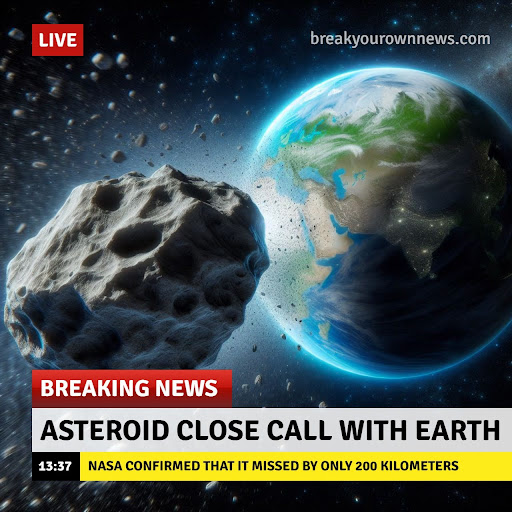 LIVE
breakyourownnews.com
BREAKING NEWS
ASTEROID CLOSE CALL WITH EARTH
13:37 NASA CONFIRMED THAT IT MISSED BY ONLY 200 KILOMETERS